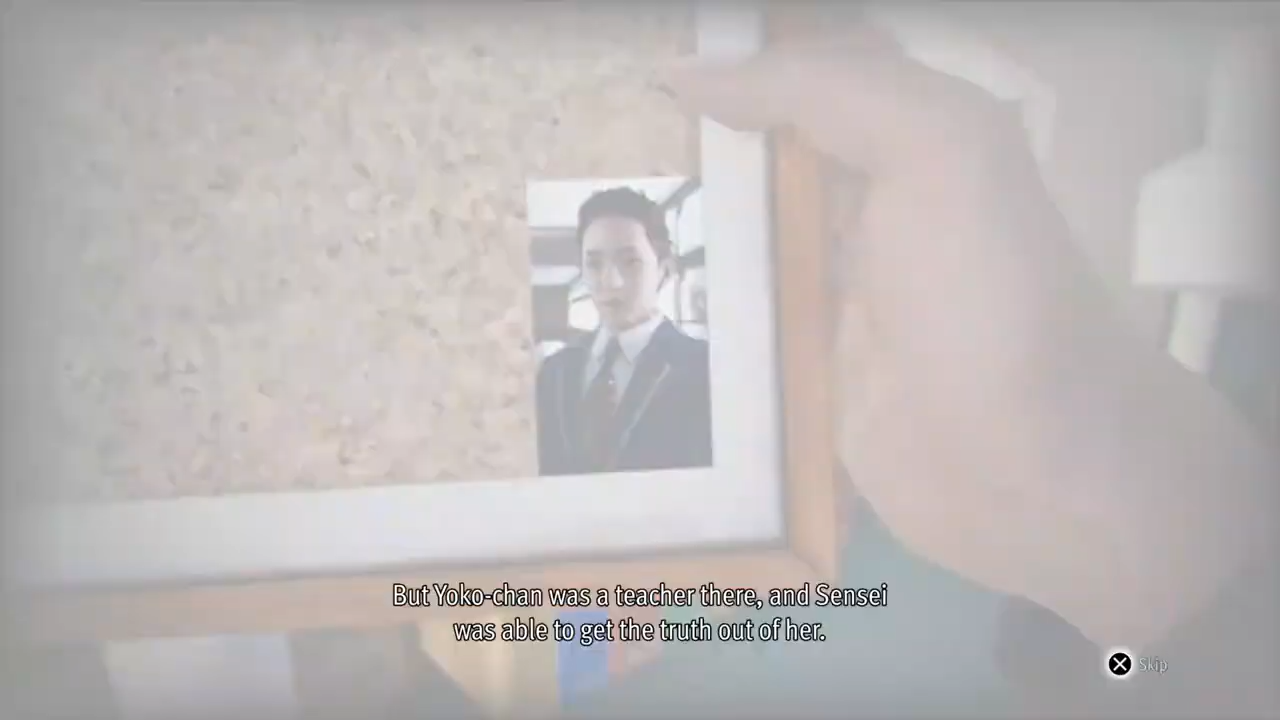 But Yoko-chan was a teacher there, and Sensei
was able to get the truth out of her.
Skip